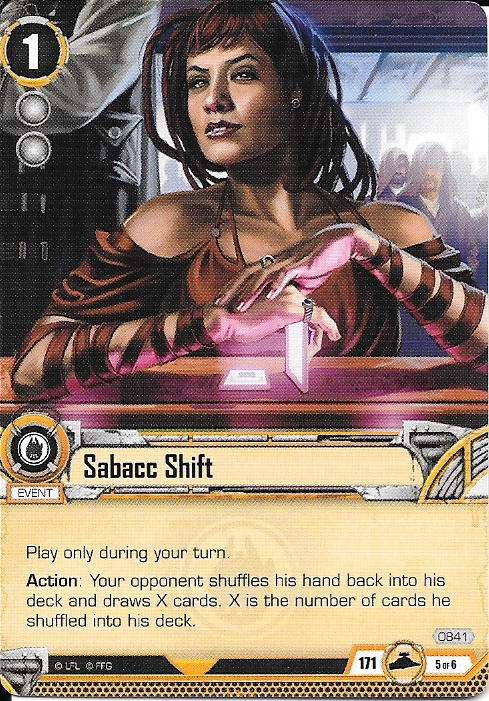 1
Sabacc Shift
EVENT
Play only during your turn.
Action: Your opponent shuffles his hand back into his
deck and draws X cards. X is the number of cards he
shuffled into his deck.
0841
© LFL © FFG
171
5 OF 6